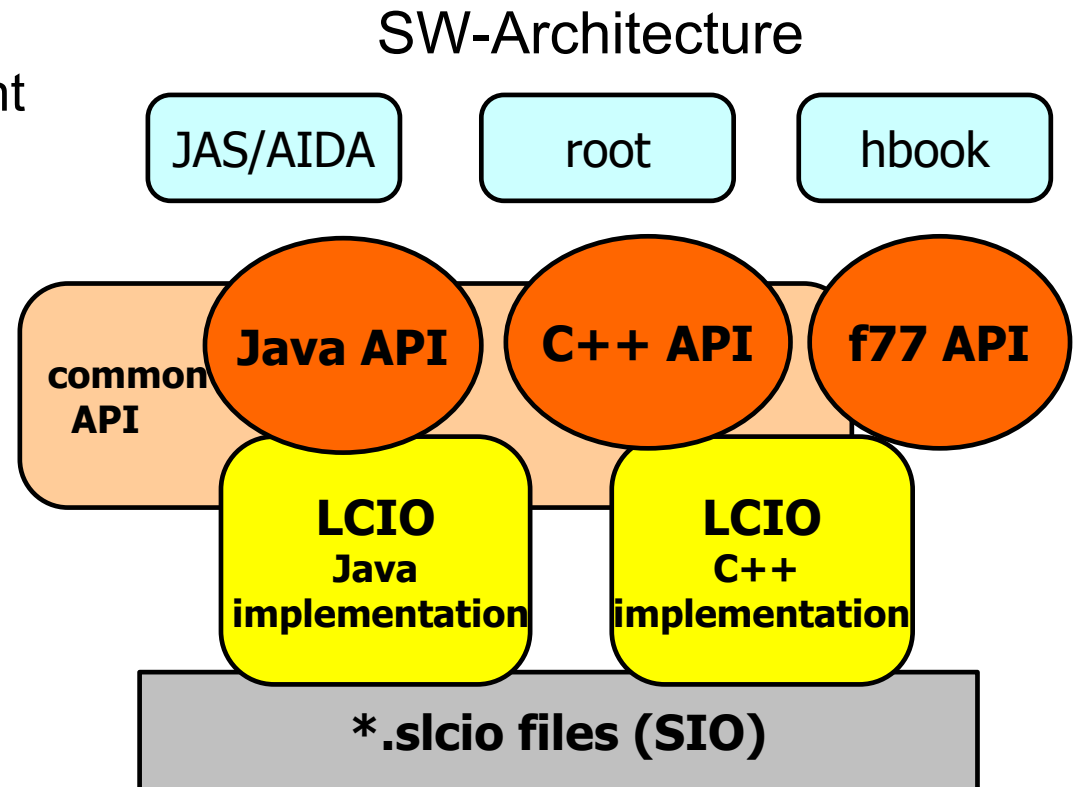 SW-Architecture
nt
JAS/AIDA
root
hbook
Java API
C++ API
f77 API
common
API
LCIO
Java
implementation
LCIO
C++
implementation
*.slcio files (SIO)